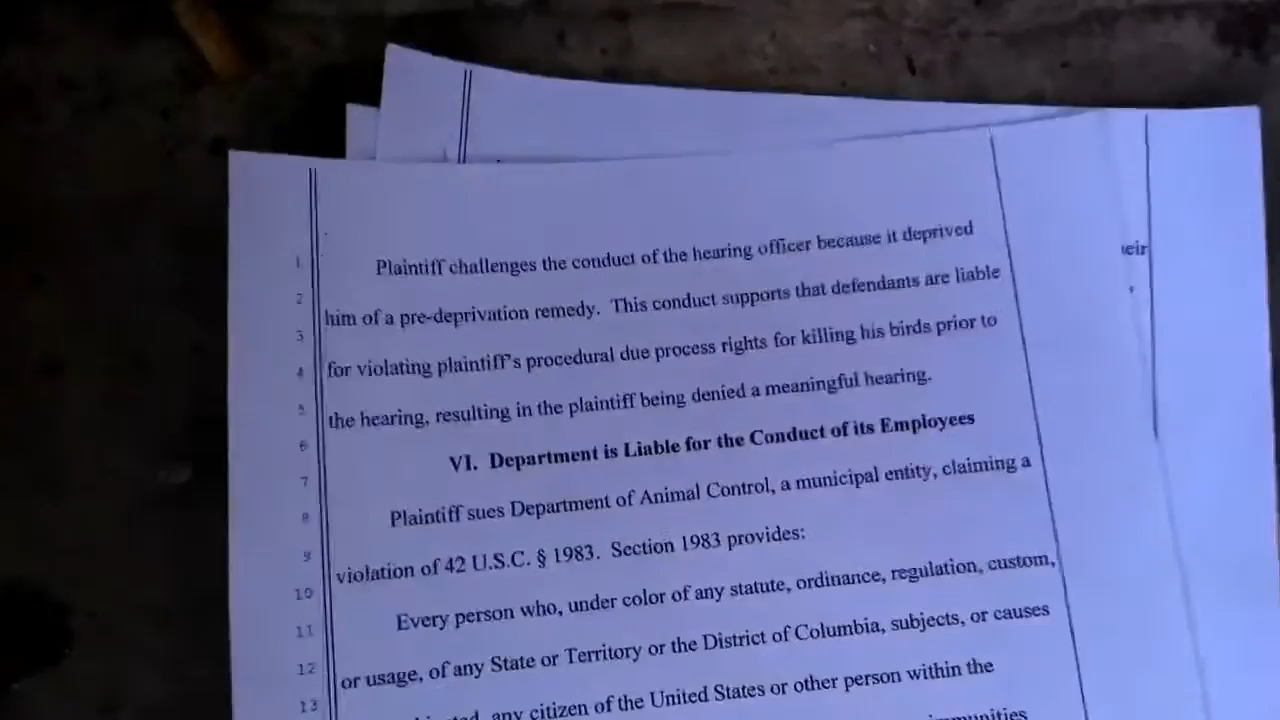 Plaintiff challenges the conduct of the hearing officer because it deprived
him of a pre-deprivation remedy. This conduct supports that defendants are liable
for violating plaintiff's procedural due process rights for killing his birds prior to
the hearing, resulting in the plaintiff being denied a meaningful hearing.
VI. Department is Liable for the Conduct of its Employees
Plaintiff sues Department of Animal Control, a municipal entity, claiming a
violation of 42 U.S.C. § 1983. Section 1983 provides:
Every person who, under color of any statute, ordinance, regulation, custom,
or usage, of any State or Territory or the District of Columbia, subjects, or causes
any citizen of the United States or other person within the
1
2
3
4
5
6
7
8
9
10
11
12
13
eir